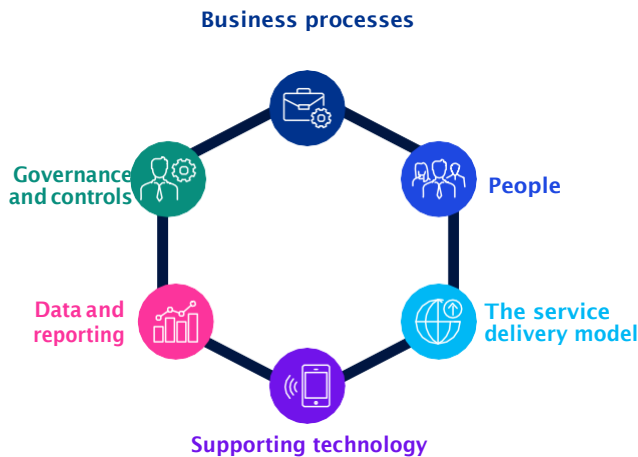 Business processes
Governance
and controls
People
Data and
reporting
The service
delivery model
Supporting technology